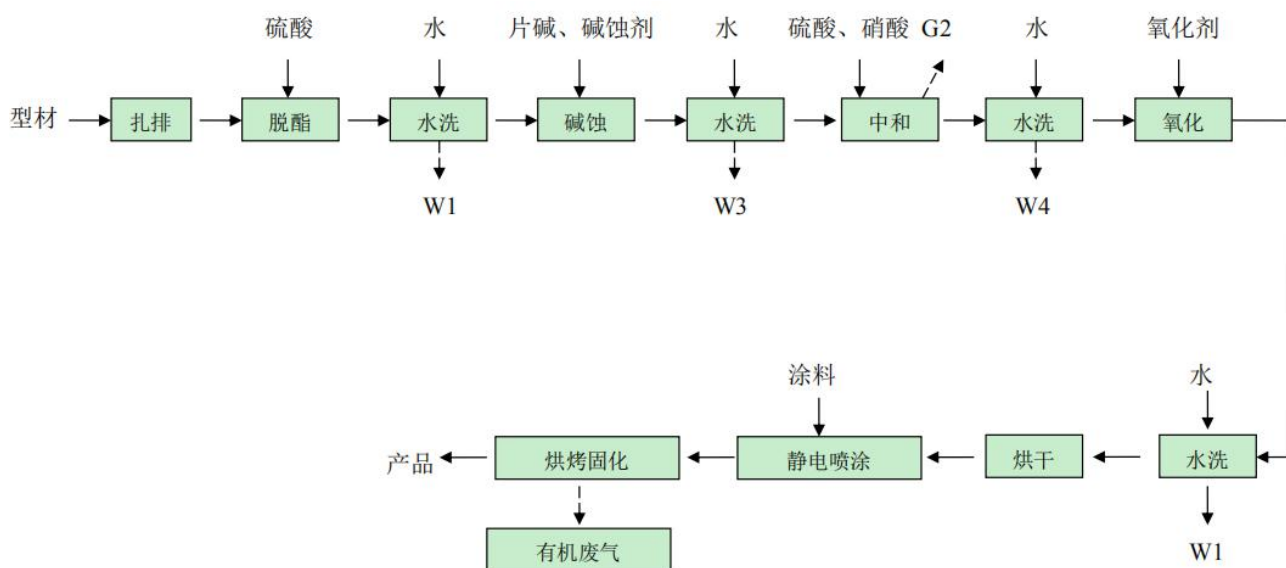 硫酸 水 片碱、碱蚀剂 水 硫酸、硝酸 G2 水 氧化剂
型材 扎排 脱酯 水洗 碱蚀 水洗 中和 水洗 氧化
W1 W3 W4
涂料 水
产品 烘烤固化 静电喷涂 烘干 水洗
有机废气 W1